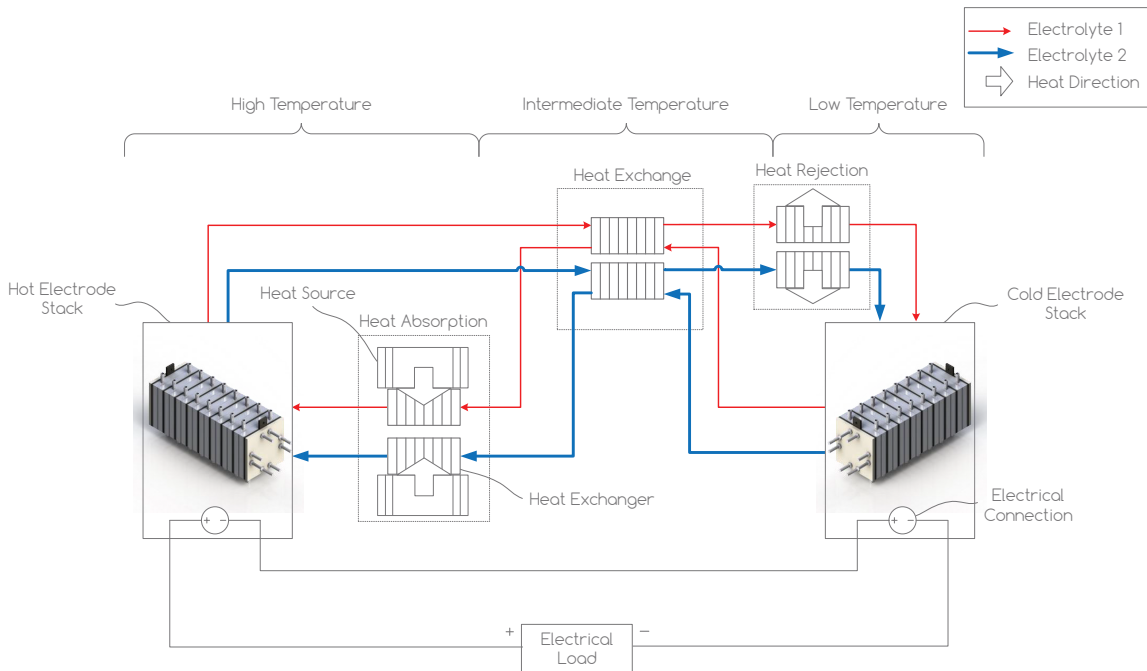 Electrolyte 1
Electrolyte 2
Heat Direction
High Temperature
Intermediate Temperature
Low Temperature
Heat Exchange
Heat Rejection
Hot Electrode
Stack
Heat Source
Heat Absorption
Cold Electrode
Stack
Heat Exchanger
Electrical
Connection
+ −
+ −
+
−
Electrical
Load